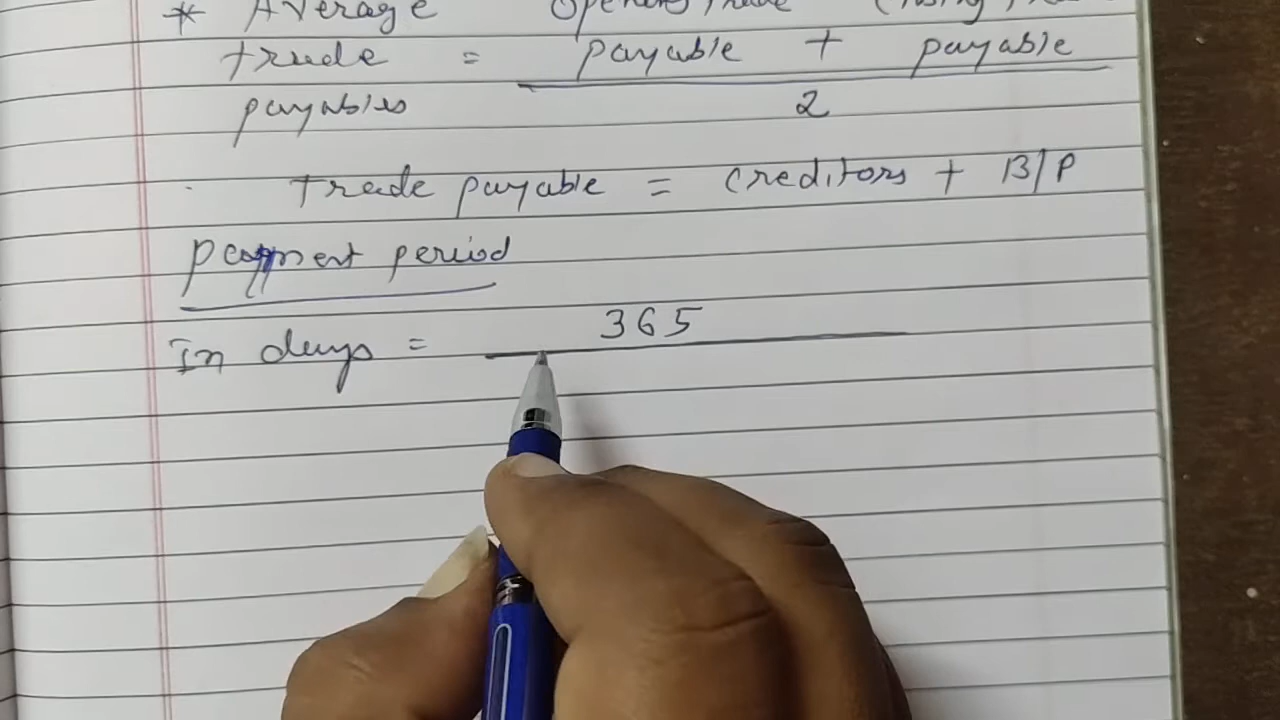 * Average
trade = payable + payable
payables 2
trade payable = creditors + B/P
payment period
In days = 365